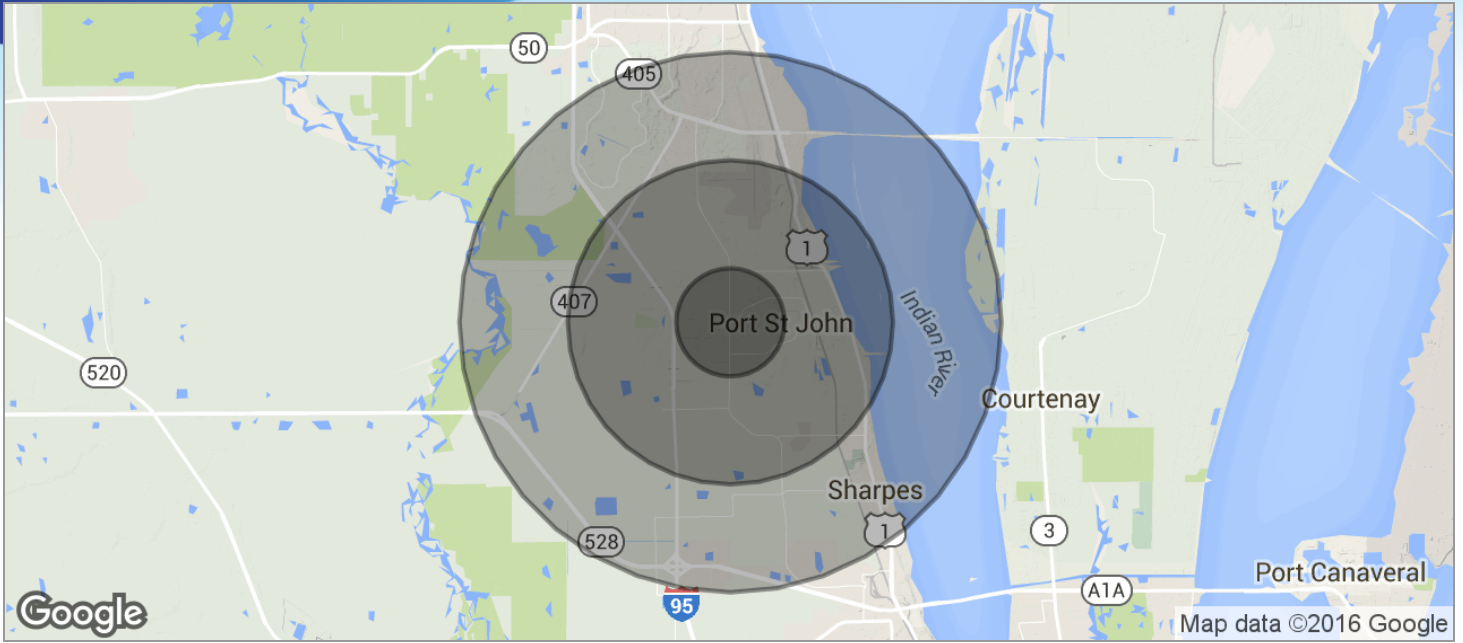 50
405
1
407
Indian River
Port St John
520
Courtenay
Sharpes
1
3
528
Port Canaveral
A1A
95
Google
Map data ©2016 Google